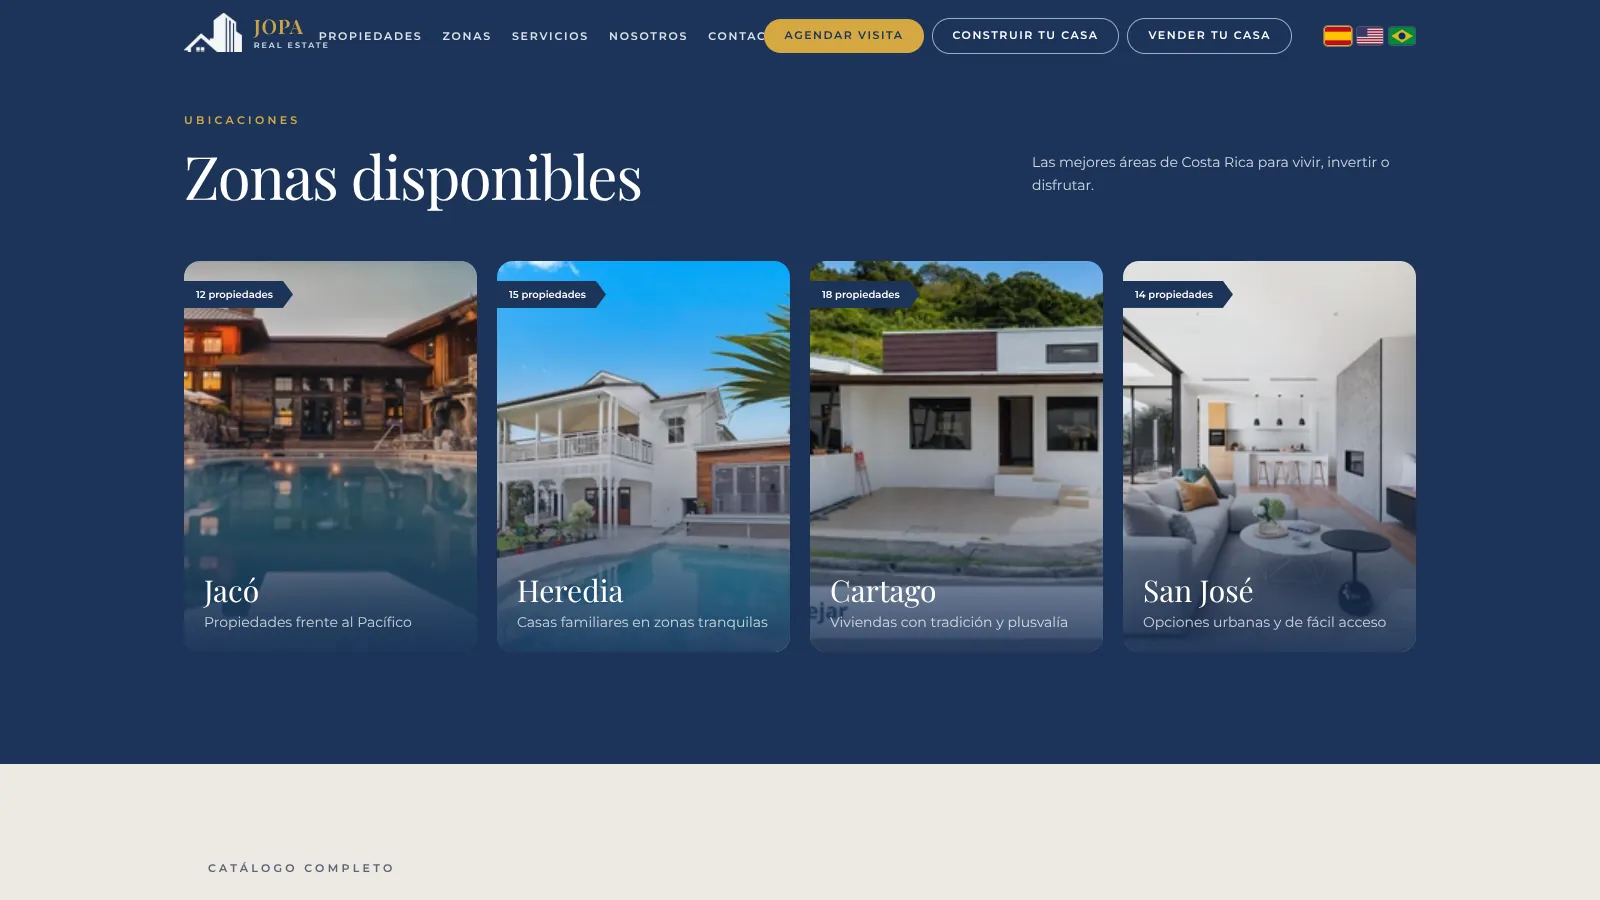 JOPA
REAL ESTATE
PROPIEDADES
ZONAS
SERVICIOS
NOSOTROS
CONTAC
AGENDAR VISITA
CONSTRUIR TU CASA
VENDER TU CASA
UBICACIONES
Zonas disponibles
Las mejores áreas de Costa Rica para vivir, invertir o
disfrutar.
12 propiedades
Jacó
Propiedades frente al Pacífico
15 propiedades
Heredia
Casas familiares en zonas tranquilas
18 propiedades
ejar
Cartago
Viviendas con tradición y plusvalía
14 propiedades
San José
Opciones urbanas y de fácil acceso
CATÁLOGO COMPLETO